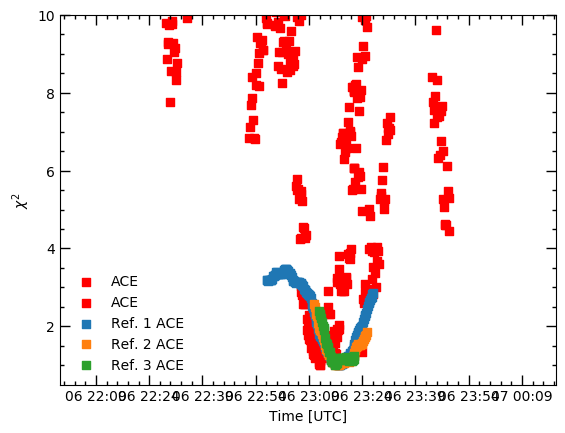 10
8
6
4
2
χ²
ACE
ACE
Ref. 1 ACE
Ref. 2 ACE
Ref. 3 ACE
06 22:09 06 22:24 06 22:39 06 22:54 06 23:09 06 23:24 06 23:39 06 23:54 07 00:09
Time [UTC]